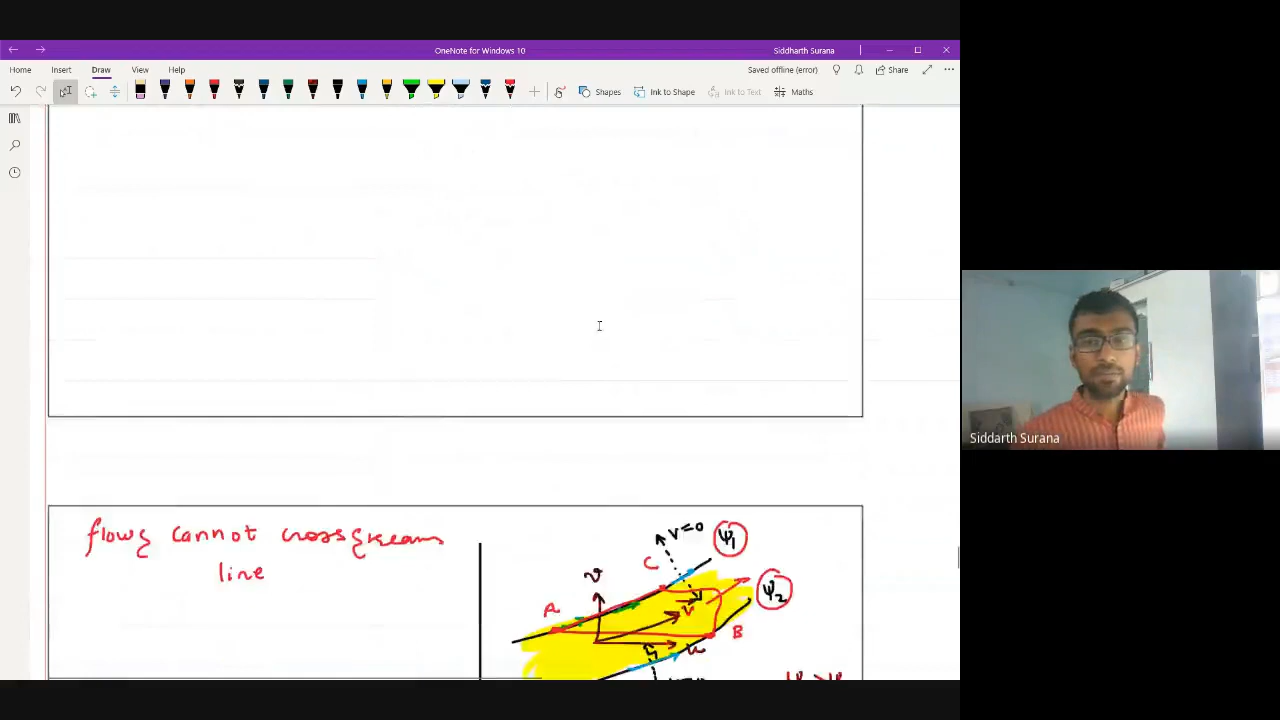 OneNote for Windows 10
Siddharth Surana
Home Insert Draw View Help
Saved offline (error)
Share
Shapes
Ink to Shape
Ink to Text
Maths
flow cannot cross stream
line
V=0
ψ1
C
v
ψ2
A
V
B
u
Siddarth Surana